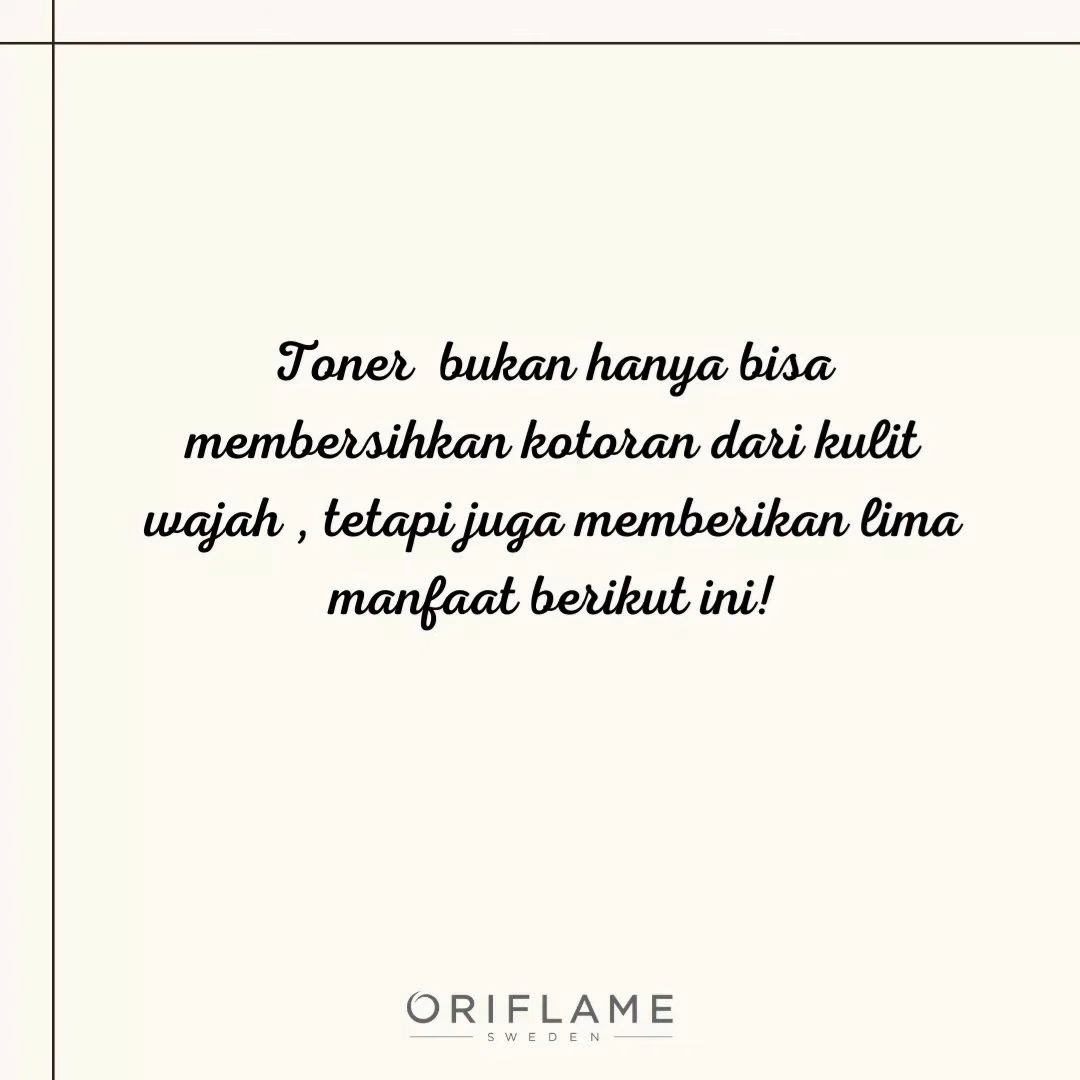 Toner bukan hanya bisa
membersihkan kotoran dari kulit
wajah , tetapi juga memberikan lima
manfaat berikut ini!
ORIFLAME
SWEDEN